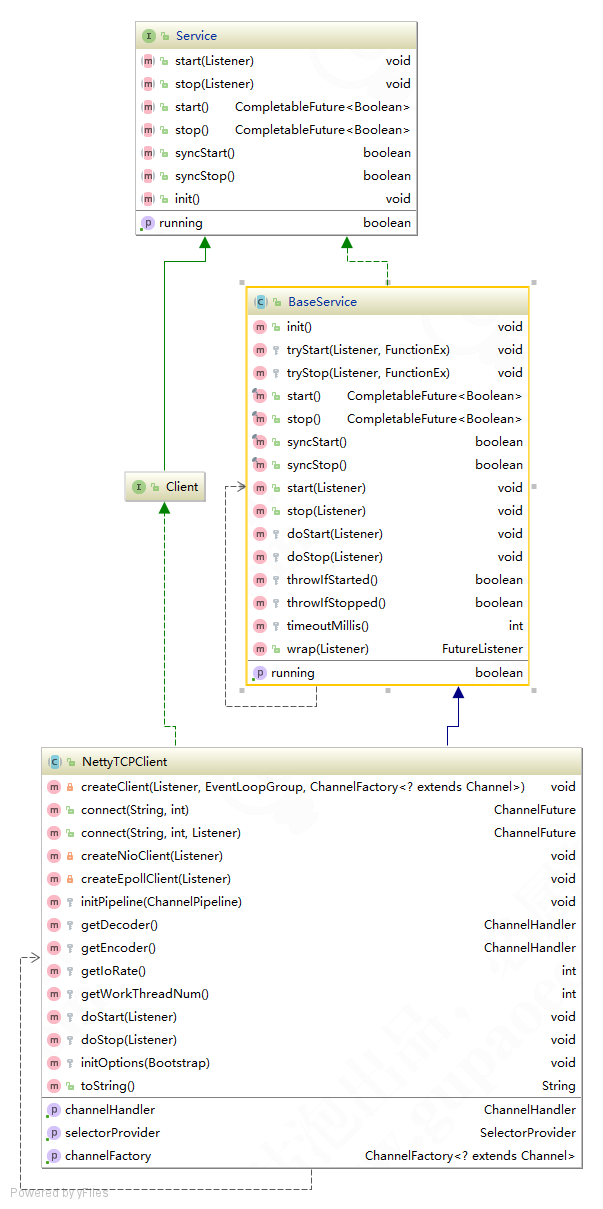 I Service
m start(Listener) void
m stop(Listener) void
m start() CompletableFuture<Boolean>
m stop() CompletableFuture<Boolean>
m syncStart() boolean
m syncStop() boolean
m init() void
p running boolean
C BaseService
m init() void
m tryStart(Listener, FunctionEx) void
m tryStop(Listener, FunctionEx) void
m start() CompletableFuture<Boolean>
m stop() CompletableFuture<Boolean>
m syncStart() boolean
m syncStop() boolean
m start(Listener) void
m stop(Listener) void
m doStart(Listener) void
m doStop(Listener) void
m throwIfStarted() boolean
m throwIfStopped() boolean
m timeoutMillis() int
m wrap(Listener) FutureListener
p running boolean
I Client
C NettyTCPClient
m createClient(Listener, EventLoopGroup, ChannelFactory<? extends Channel>) void
m connect(String, int) ChannelFuture
m connect(String, int, Listener) ChannelFuture
m createNioClient(Listener) void
m createEpollClient(Listener) void
m initPipeline(ChannelPipeline) void
m getDecoder() ChannelHandler
m getEncoder() ChannelHandler
m getIoRate() int
m getWorkThreadNum() int
m doStart(Listener) void
m doStop(Listener) void
m initOptions(Bootstrap) void
m toString() String
p channelHandler ChannelHandler
p selectorProvider SelectorProvider
p channelFactory ChannelFactory<? extends Channel>
Powered by yFiles